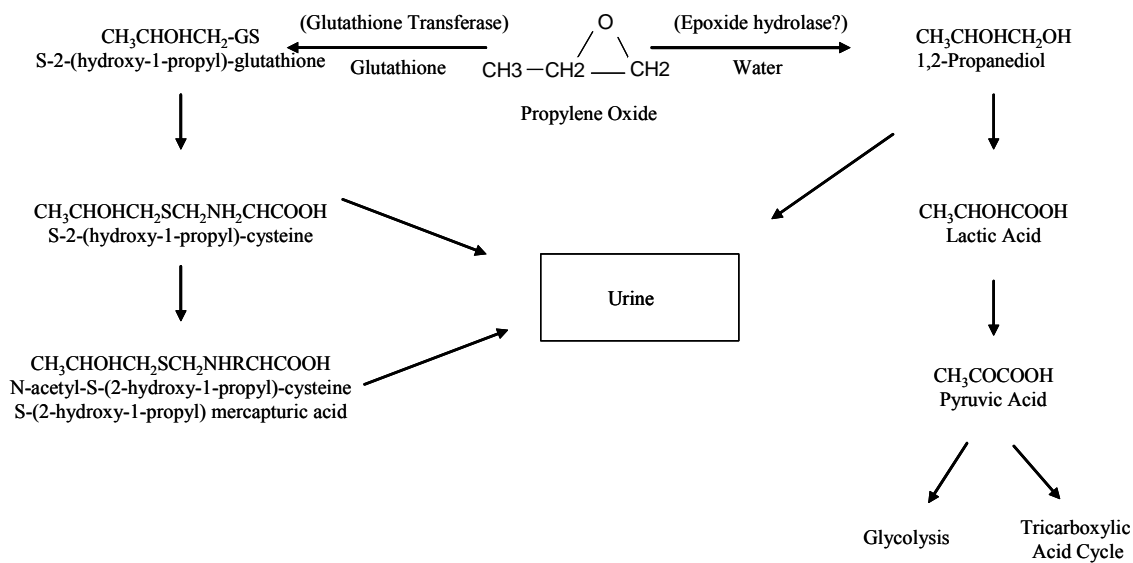 CH₃CHOHCH₂-GS
S-2-(hydroxy-1-propyl)-glutathione
(Glutathione Transferase)
Glutathione
O
CH3
CH2
CH2
Propylene Oxide
(Epoxide hydrolase?)
Water
CH₃CHOHCH₂OH
1,2-Propanediol
CH₃CHOHCH₂SCH₂NH₂CHCOOH
S-2-(hydroxy-1-propyl)-cysteine
CH₃CHOHCOOH
Lactic Acid
Urine
CH₃CHOHCH₂SCH₂NHRCHCOOH
N-acetyl-S-(2-hydroxy-1-propyl)-cysteine
S-(2-hydroxy-1-propyl) mercapturic acid
CH₃COCOOH
Pyruvic Acid
Glycolysis
Tricarboxylic
Acid Cycle